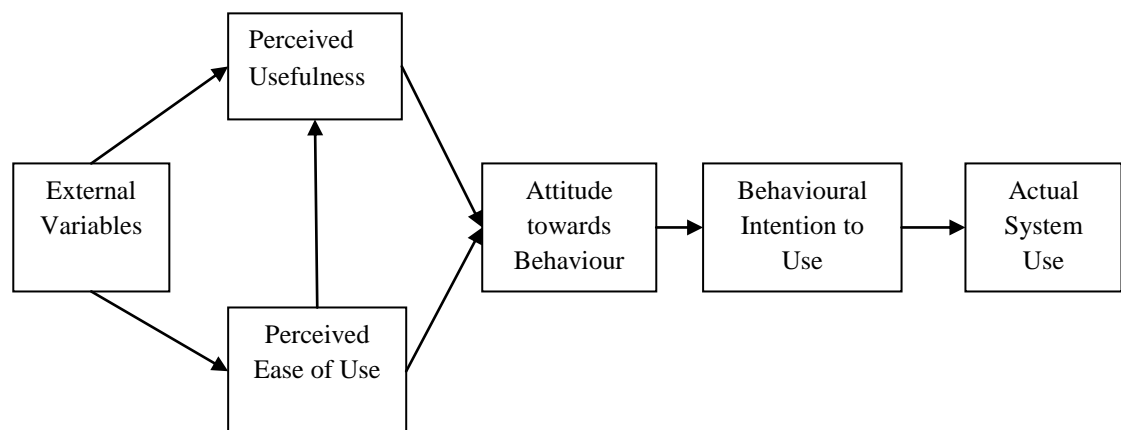 Perceived
Usefulness
External
Variables
Attitude
towards
Behaviour
Behavioural
Intention to
Use
Actual
System
Use
Perceived
Ease of Use